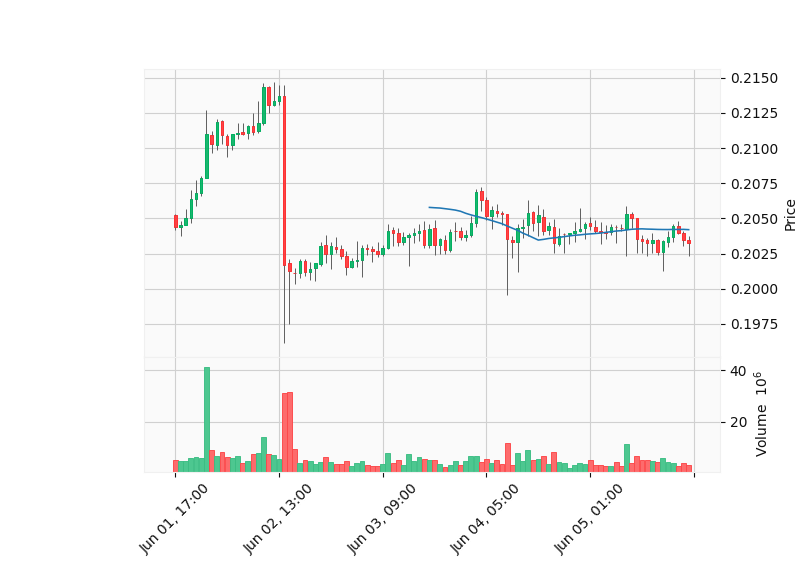 0.2150
0.2125
0.2100
0.2075
0.2050
0.2025
0.2000
0.1975
Price
40
20
Volume 10⁶
Jun 01, 17:00
Jun 02, 13:00
Jun 03, 09:00
Jun 04, 05:00
Jun 05, 01:00